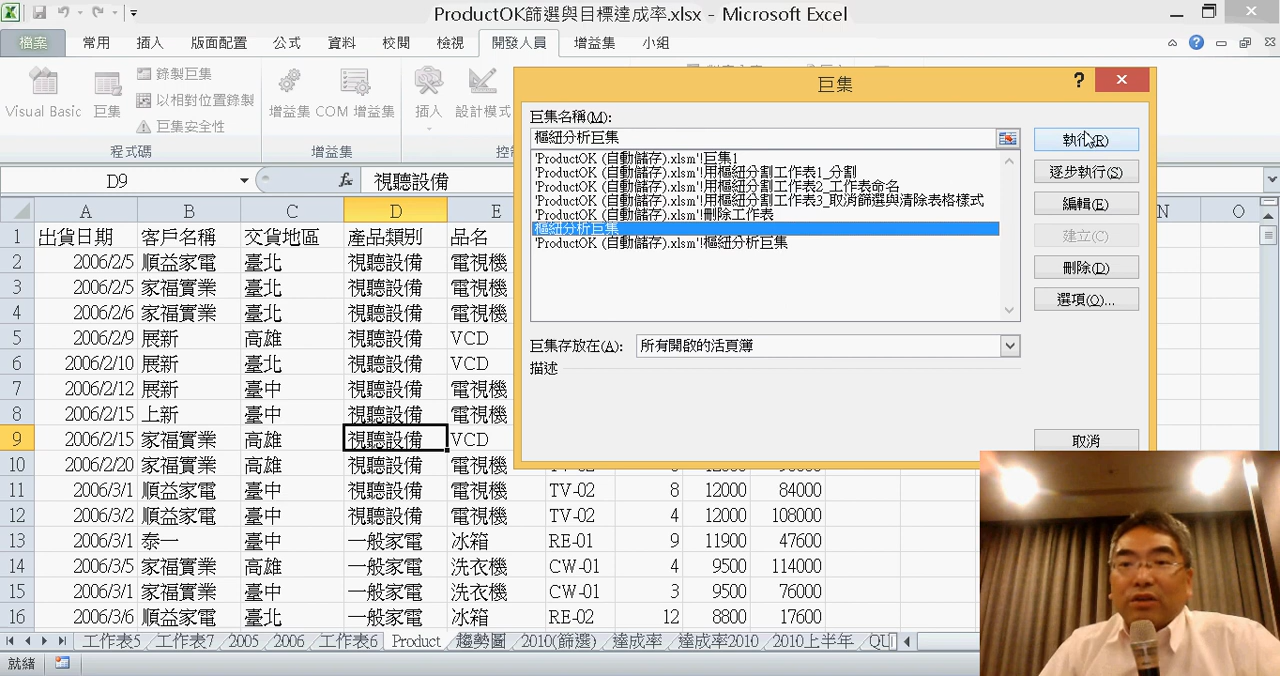 ProductOK篩選與目標達成率.xlsx - Microsoft Excel
檔案 常用 插入 版面配置 公式 資料 校閱 檢視 開發人員 增益集 小組
Visual Basic 巨集 錄製巨集 以相對位置錄製 巨集安全性 增益集 COM 增益集 插入 設計模式
程式碼 增益集
D9 fx 視聽設備
A B C D E N O
1 出貨日期 客戶名稱 交貨地區 產品類別 品名
2 2006/2/5 順益家電 臺北 視聽設備 電視機
3 2006/2/5 家福實業 臺北 視聽設備 電視機
4 2006/2/6 家福實業 臺北 視聽設備 電視機
5 2006/2/9 展新 高雄 視聽設備 VCD
6 2006/2/10 展新 臺北 視聽設備 VCD
7 2006/2/12 展新 臺中 視聽設備 電視機
8 2006/2/15 上新 臺中 視聽設備 電視機
9 2006/2/15 家福實業 高雄 視聽設備 VCD
10 2006/2/20 家福實業 高雄 視聽設備 電視機
11 2006/3/1 順益家電 臺中 視聽設備 電視機 TV-02 8 12000 84000
12 2006/3/2 順益家電 臺中 視聽設備 電視機 TV-02 4 12000 108000
13 2006/3/1 泰一 臺中 一般家電 冰箱 RE-01 9 11900 47600
14 2006/3/5 家福實業 高雄 一般家電 洗衣機 CW-01 4 9500 114000
15 2006/3/1 家福實業 臺中 一般家電 洗衣機 CW-01 3 9500 76000
16 2006/3/6 順益家電 臺北 一般家電 冰箱 RE-02 12 8800 17600
工作表5 工作表7 2005 2006 工作表6 Product 趨勢圖 2010(篩選) 達成率 達成率2010 2010上半年 QU
就緒
巨集
?
巨集名稱(M):
樞紐分析巨集
'ProductOK (自動儲存).xlsm'!巨集1
'ProductOK (自動儲存).xlsm'!用樞紐分割工作表1_分割
'ProductOK (自動儲存).xlsm'!用樞紐分割工作表2_工作表命名
'ProductOK (自動儲存).xlsm'!用樞紐分割工作表3_取消篩選與清除表格樣式
'ProductOK (自動儲存).xlsm'!刪除工作表
樞紐分析巨集
'ProductOK (自動儲存).xlsm'!樞紐分析巨集
執行(R)
逐步執行(S)
編輯(E)
建立(C)
刪除(D)
選項(O)...
巨集存放在(A): 所有開啟的活頁簿
描述
取消